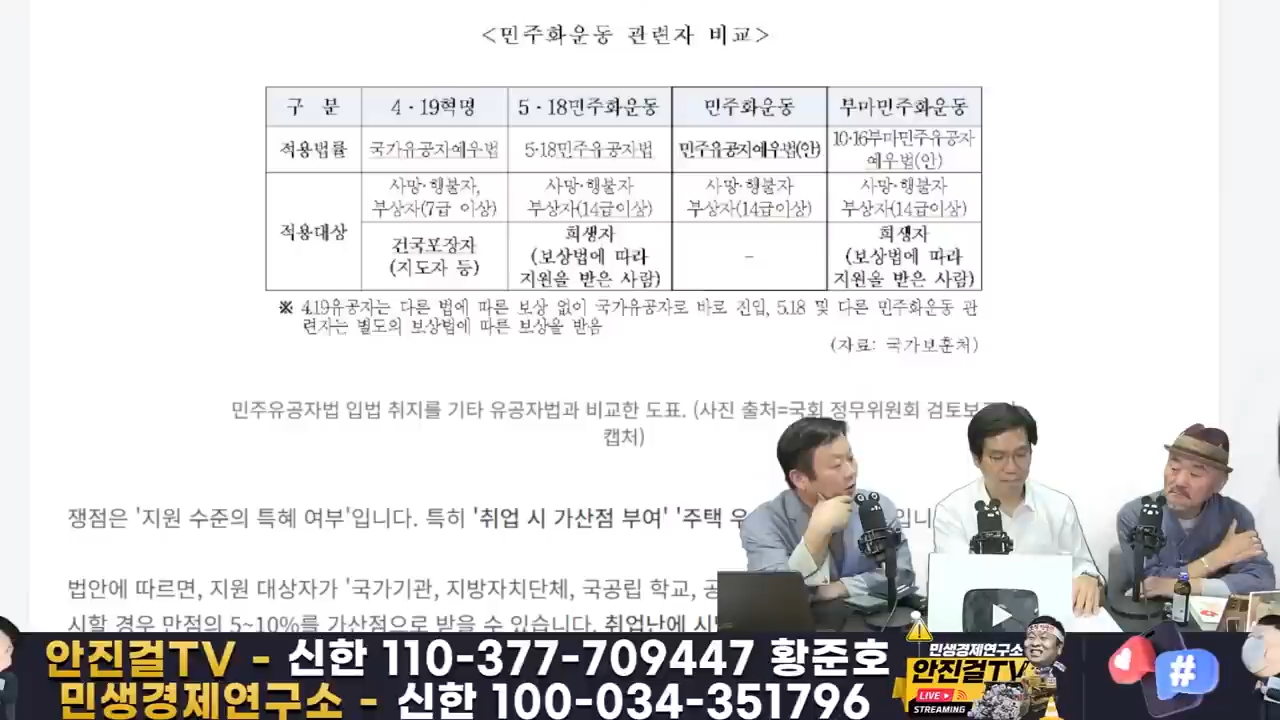 <민주화운동 관련자 비교>
구 분 4·19혁명 5·18민주화운동 민주화운동 부마민주화운동
적용법률 국가유공자예우법 5·18민주유공자법 민주유공자예우법(안) 10·16부마민주유공자
예우법(안)
적용대상 사망·행불자,
부상자(7급 이상) 사망·행불자
부상자(14급이상) 사망·행불자
부상자(14급이상) 사망·행불자
부상자(14급이상)
건국포장자
(지도자 등) 희생자
(보상법에 따라
지원을 받은 사람) - 희생자
(보상법에 따라
지원을 받은 사람)
※ 4.19유공자는 다른 법에 따른 보상 없이 국가유공자로 바로 진입, 5.18 및 다른 민주화운동 관
련자는 별도의 보상법에 따른 보상을 받음
(자료: 국가보훈처)
민주유공자법 입법 취지를 기타 유공자법과 비교한 도표. (사진 출처=국회 정무위원회 검토보
캡처)
쟁점은 '지원 수준의 특혜 여부'입니다. 특히 '취업 시 가산점 부여' '주택 우
법안에 따르면, 지원 대상자가 '국가기관, 지방자치단체, 국공립 학교,
시할 경우 만점의 5~10%를 가산점으로 받을 수 있습니다. 취업난에
안진걸TV - 신한 110-377-709447 황준호
민생경제연구소 - 신한 100-034-351796
민생경제연구소
안진걸TV
LIVE
STREAMING
#